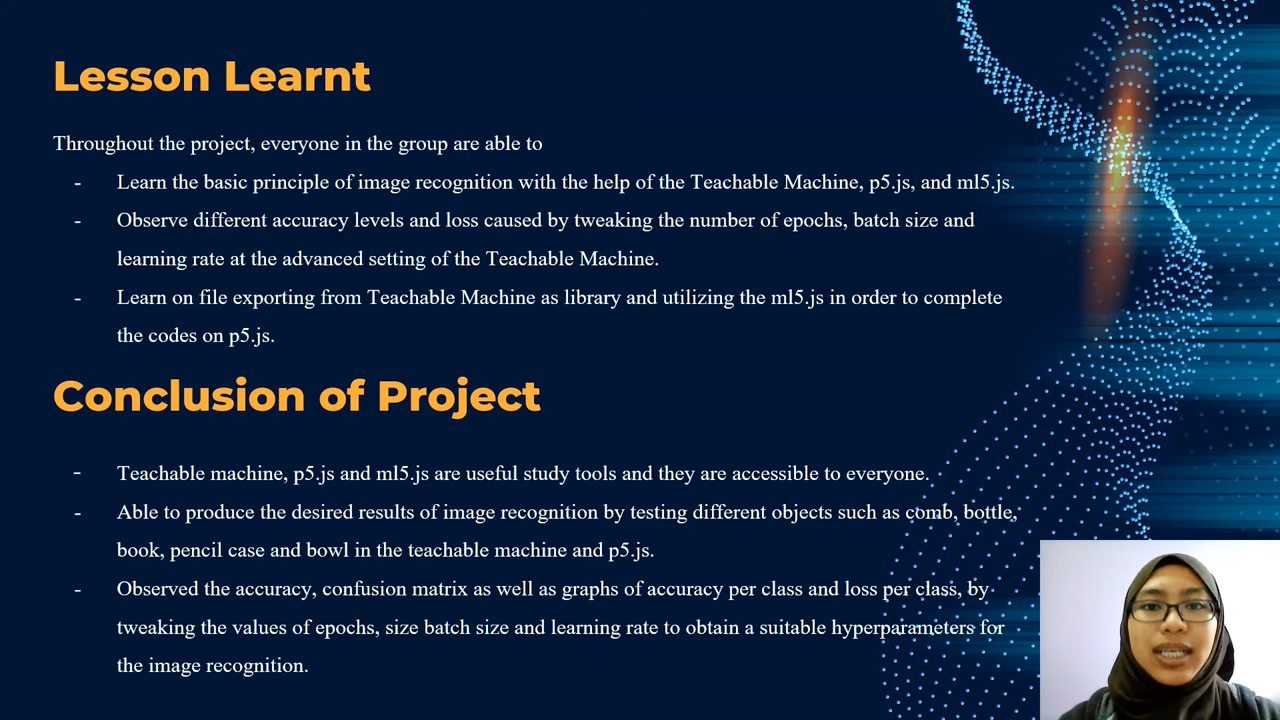 Lesson Learnt
Throughout the project, everyone in the group are able to
- Learn the basic principle of image recognition with the help of the Teachable Machine, p5.js, and ml5.js.
- Observe different accuracy levels and loss caused by tweaking the number of epochs, batch size and
learning rate at the advanced setting of the Teachable Machine.
- Learn on file exporting from Teachable Machine as library and utilizing the ml5.js in order to complete
the codes on p5.js.
Conclusion of Project
- Teachable machine, p5.js and ml5.js are useful study tools and they are accessible to everyone.
- Able to produce the desired results of image recognition by testing different objects such as comb, bottle,
book, pencil case and bowl in the teachable machine and p5.js.
- Observed the accuracy, confusion matrix as well as graphs of accuracy per class and loss per class, by
tweaking the values of epochs, size batch size and learning rate to obtain a suitable hyperparameters for
the image recognition.